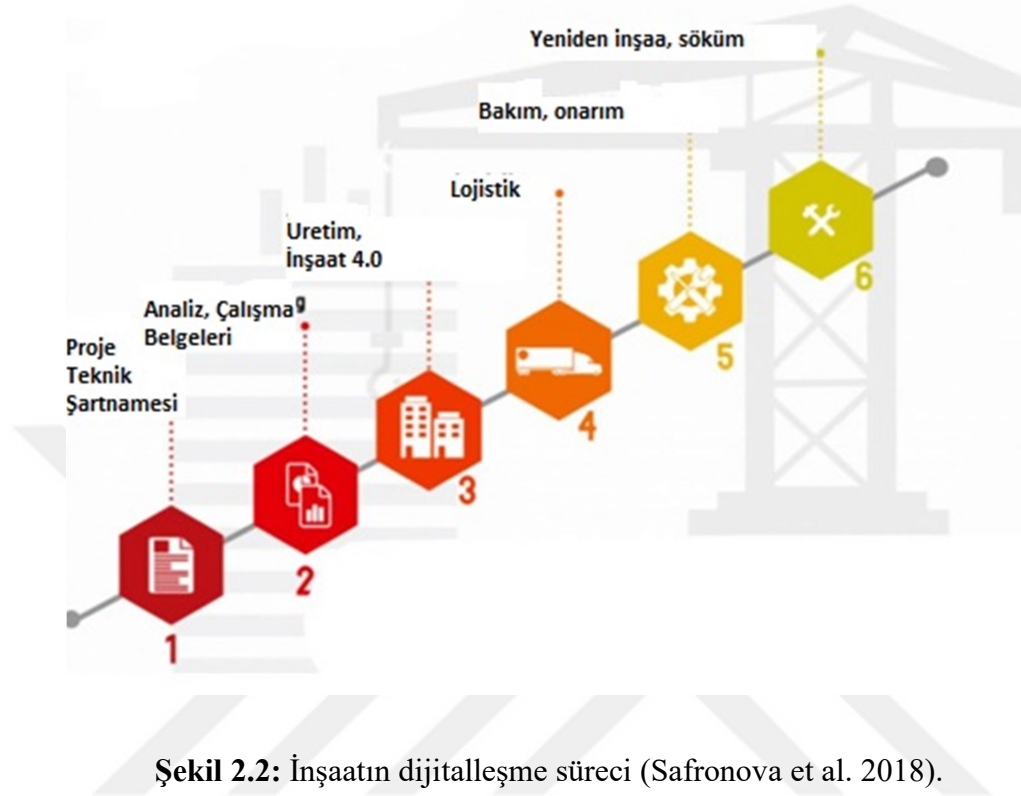 Yeniden inşaa, söküm
Bakım, onarım
Lojistik
Uretim,
İnşaat 4.0
Analiz, Çalışma
Belgeleri
Proje
Teknik
Şartnamesi
6
5
4
3
2
1
Şekil 2.2: İnşaatın dijitalleşme süreci (Safronova et al. 2018).